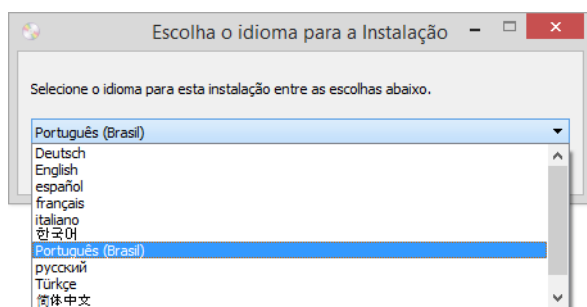 Escolha o idioma para a Instalação
Selecione o idioma para esta instalação entre as escolhas abaixo.
Português (Brasil)
Deutsch
English
español
français
italiano
한국어
Português (Brasil)
русский
Türkçe
简体中文